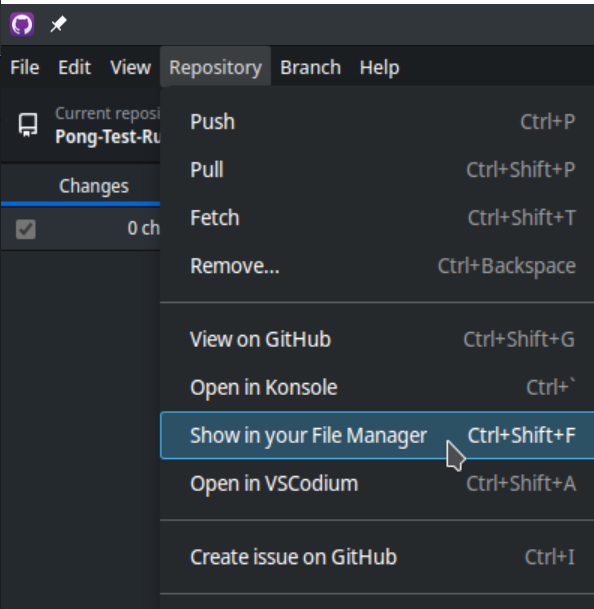 File Edit View Repository Branch Help
Current reposi
Pong-Test-Ru
Changes
0 ch
Push Ctrl+P
Pull Ctrl+Shift+P
Fetch Ctrl+Shift+T
Remove... Ctrl+Backspace
View on GitHub Ctrl+Shift+G
Open in Konsole Ctrl+`
Show in your File Manager Ctrl+Shift+F
Open in VSCodium Ctrl+Shift+A
Create issue on GitHub Ctrl+I